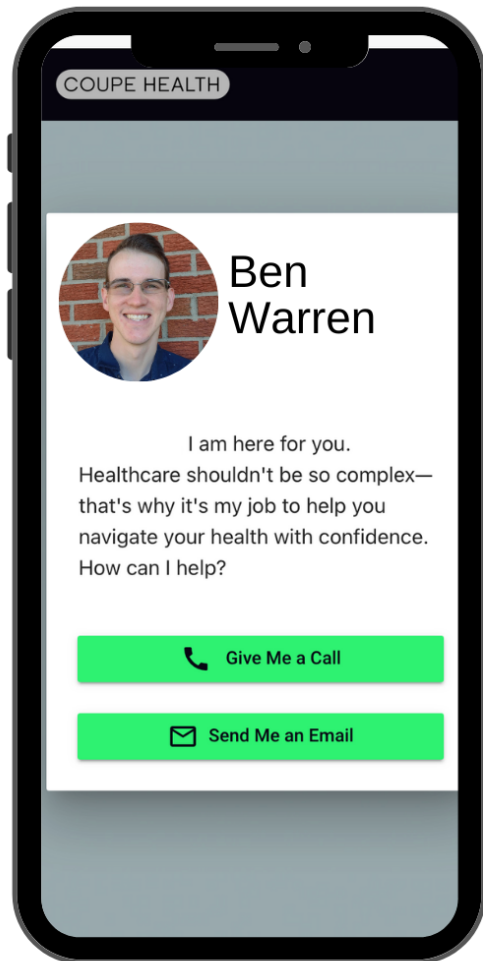 COUPE HEALTH
Ben
Warren
I am here for you.
Healthcare shouldn't be so complex—
that's why it's my job to help you
navigate your health with confidence.
How can I help?
Give Me a Call
Send Me an Email